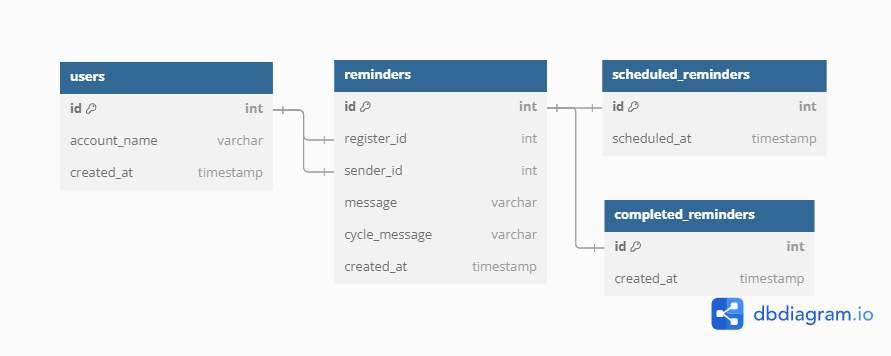 users
id int
account_name varchar
created_at timestamp
reminders
id int
register_id int
sender_id int
message varchar
cycle_message varchar
created_at timestamp
scheduled_reminders
id int
scheduled_at timestamp
completed_reminders
id int
created_at timestamp
dbdiagram.io